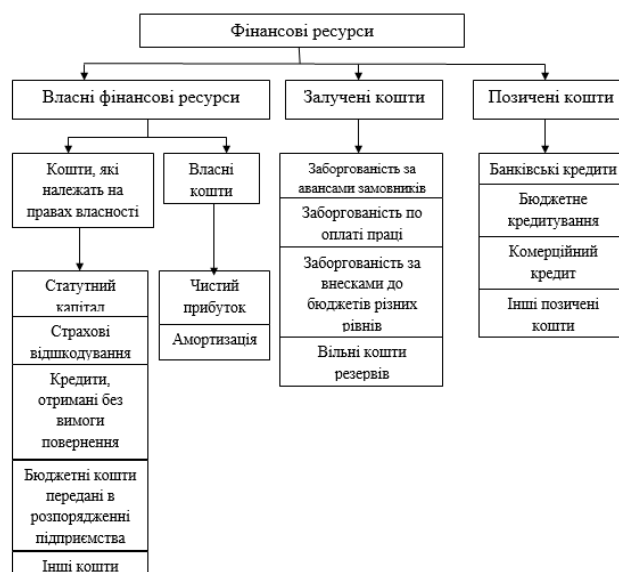 Фінансові ресурси
Власні фінансові ресурси
Залучені кошти
Позичені кошти
Кошти, які
належать на
правах власності
Власні
кошти
Статутний
капітал
Страхові
відшкодування
Кредити,
отримані без
вимоги
повернення
Бюджетні кошти
передані в
розпорядженні
підприємства
Інші кошти
Чистий
прибуток
Амортизація
Заборгованість за
авансами замовників
Заборгованість по
оплаті праці
Заборгованість за
внесками до
бюджетів різних
рівнів
Вільні кошти
резервів
Банківські кредити
Бюджетне
кредитування
Комерційний
кредит
Інші позичені
кошти